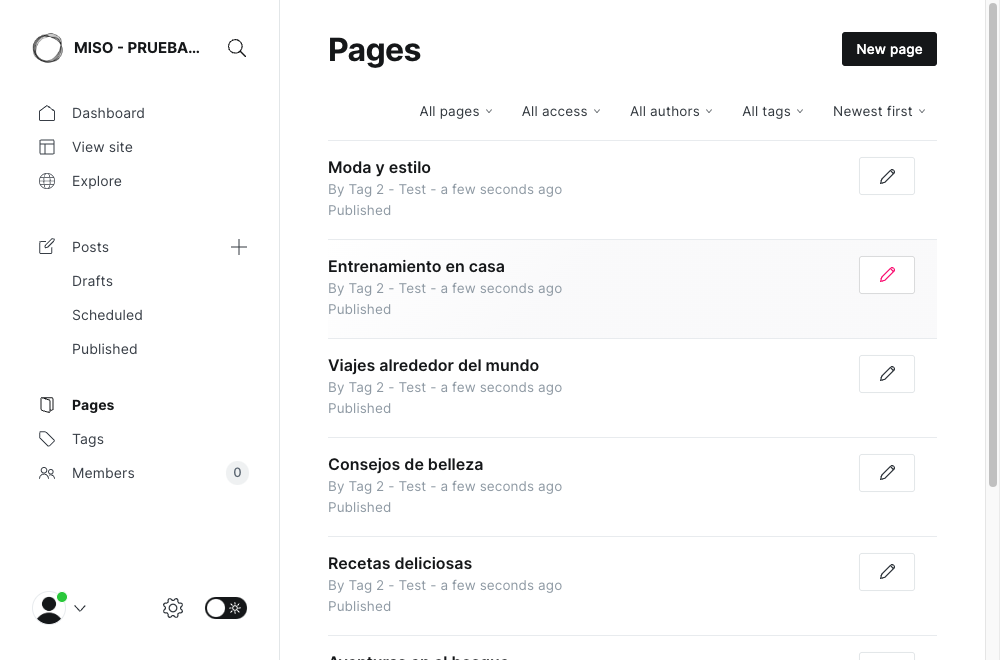 MISO - PRUEBA...
Dashboard
View site
Explore
Posts
Drafts
Scheduled
Published
Pages
Tags
Members 0
Pages
New page
All pages All access All authors All tags Newest first
Moda y estilo
By Tag 2 - Test - a few seconds ago
Published
Entrenamiento en casa
By Tag 2 - Test - a few seconds ago
Published
Viajes alrededor del mundo
By Tag 2 - Test - a few seconds ago
Published
Consejos de belleza
By Tag 2 - Test - a few seconds ago
Published
Recetas deliciosas
By Tag 2 - Test - a few seconds ago
Published
Aventuras en el bosque